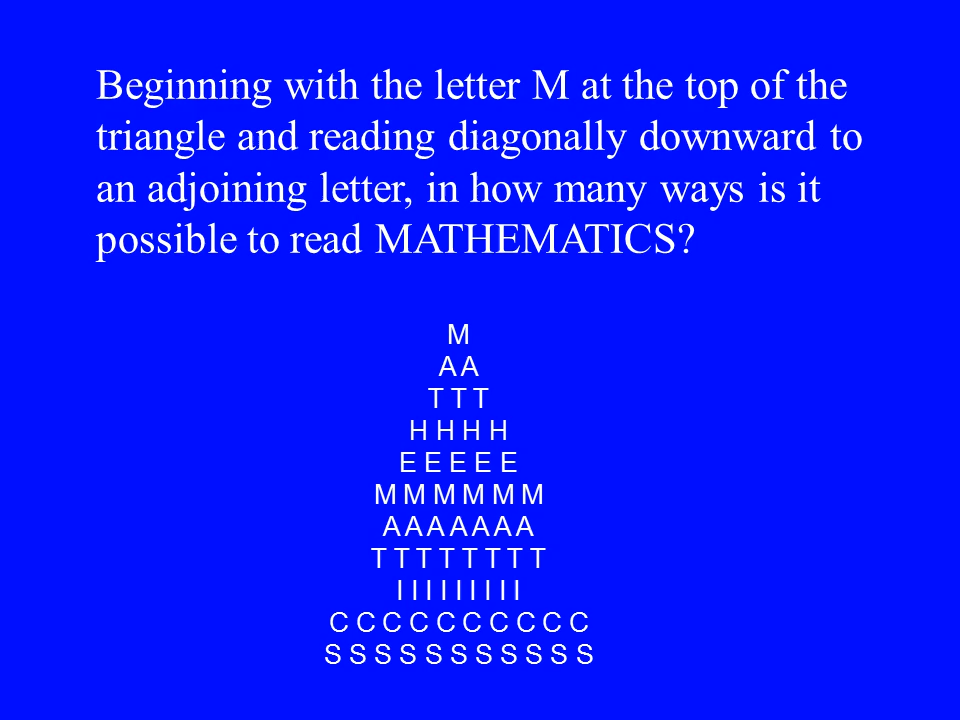 Beginning with the letter M at the top of the
triangle and reading diagonally downward to
an adjoining letter, in how many ways is it
possible to read MATHEMATICS?
M
A A
T T T
H H H H
E E E E E
M M M M M M
A A A A A A A
T T T T T T T T
I I I I I I I I I
C C C C C C C C C C
S S S S S S S S S S S